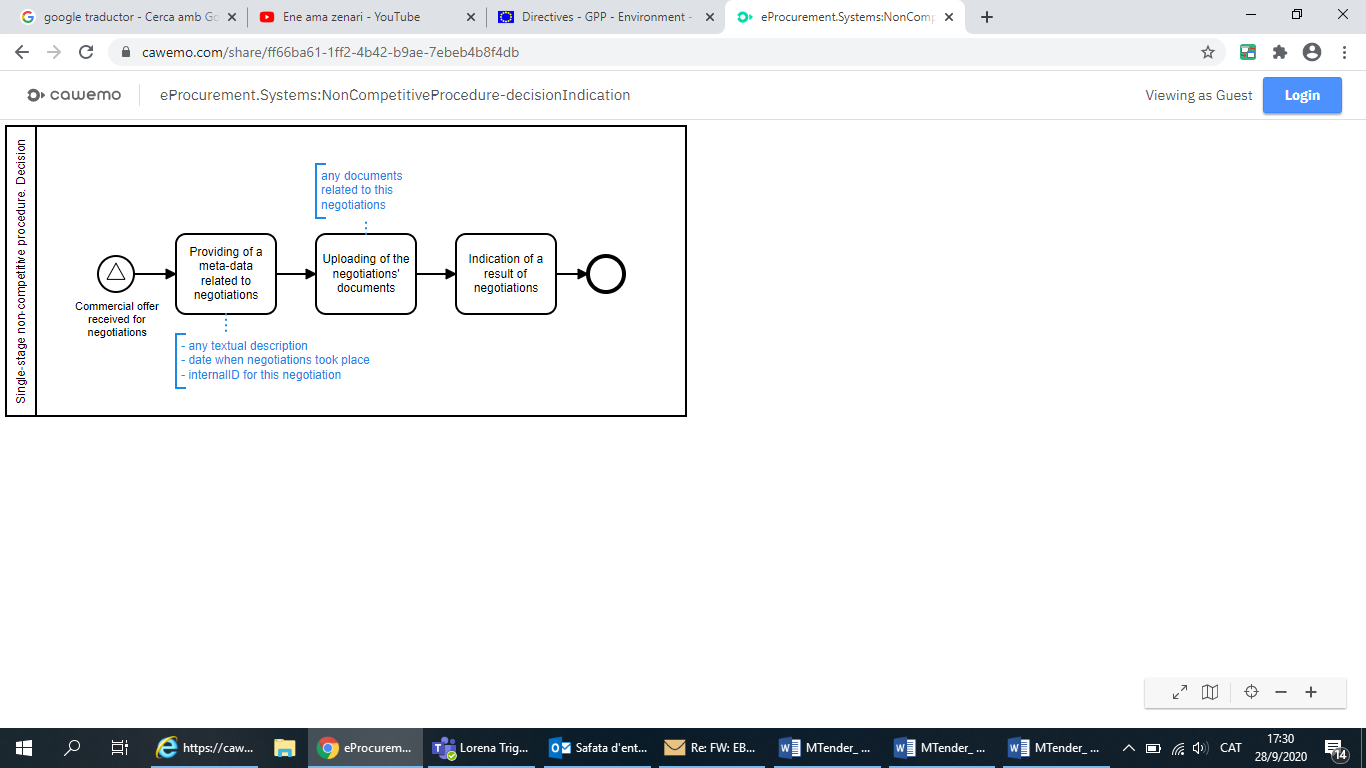 google traductor - Cerca amb Go
Ene ama zenari - YouTube
Directives - GPP - Environment -
eProcurement.Systems:NonComp
cawemo.com/share/ff66ba61-1ff2-4b42-b9ae-7ebeb4b8f4db
cawemo
eProcurement.Systems:NonCompetitiveProcedure-decisionIndication
Viewing as Guest
Login
Single-stage non-competitive procedure. Decision
any documents
related to this
negotiations
Commercial offer
received for
negotiations
Providing of a
meta-data
related to
negotiations
Uploading of the
negotiations'
documents
Indication of a
result of
negotiations
- any textual description
- date when negotiations took place
- internalID for this negotiation
https://caw...
eProcurem...
Lorena Trig...
Safata d'ent...
Re: FW: EB...
MTender_ ...
MTender_ ...
MTender_ ...
CAT
17:30
28/9/2020
14